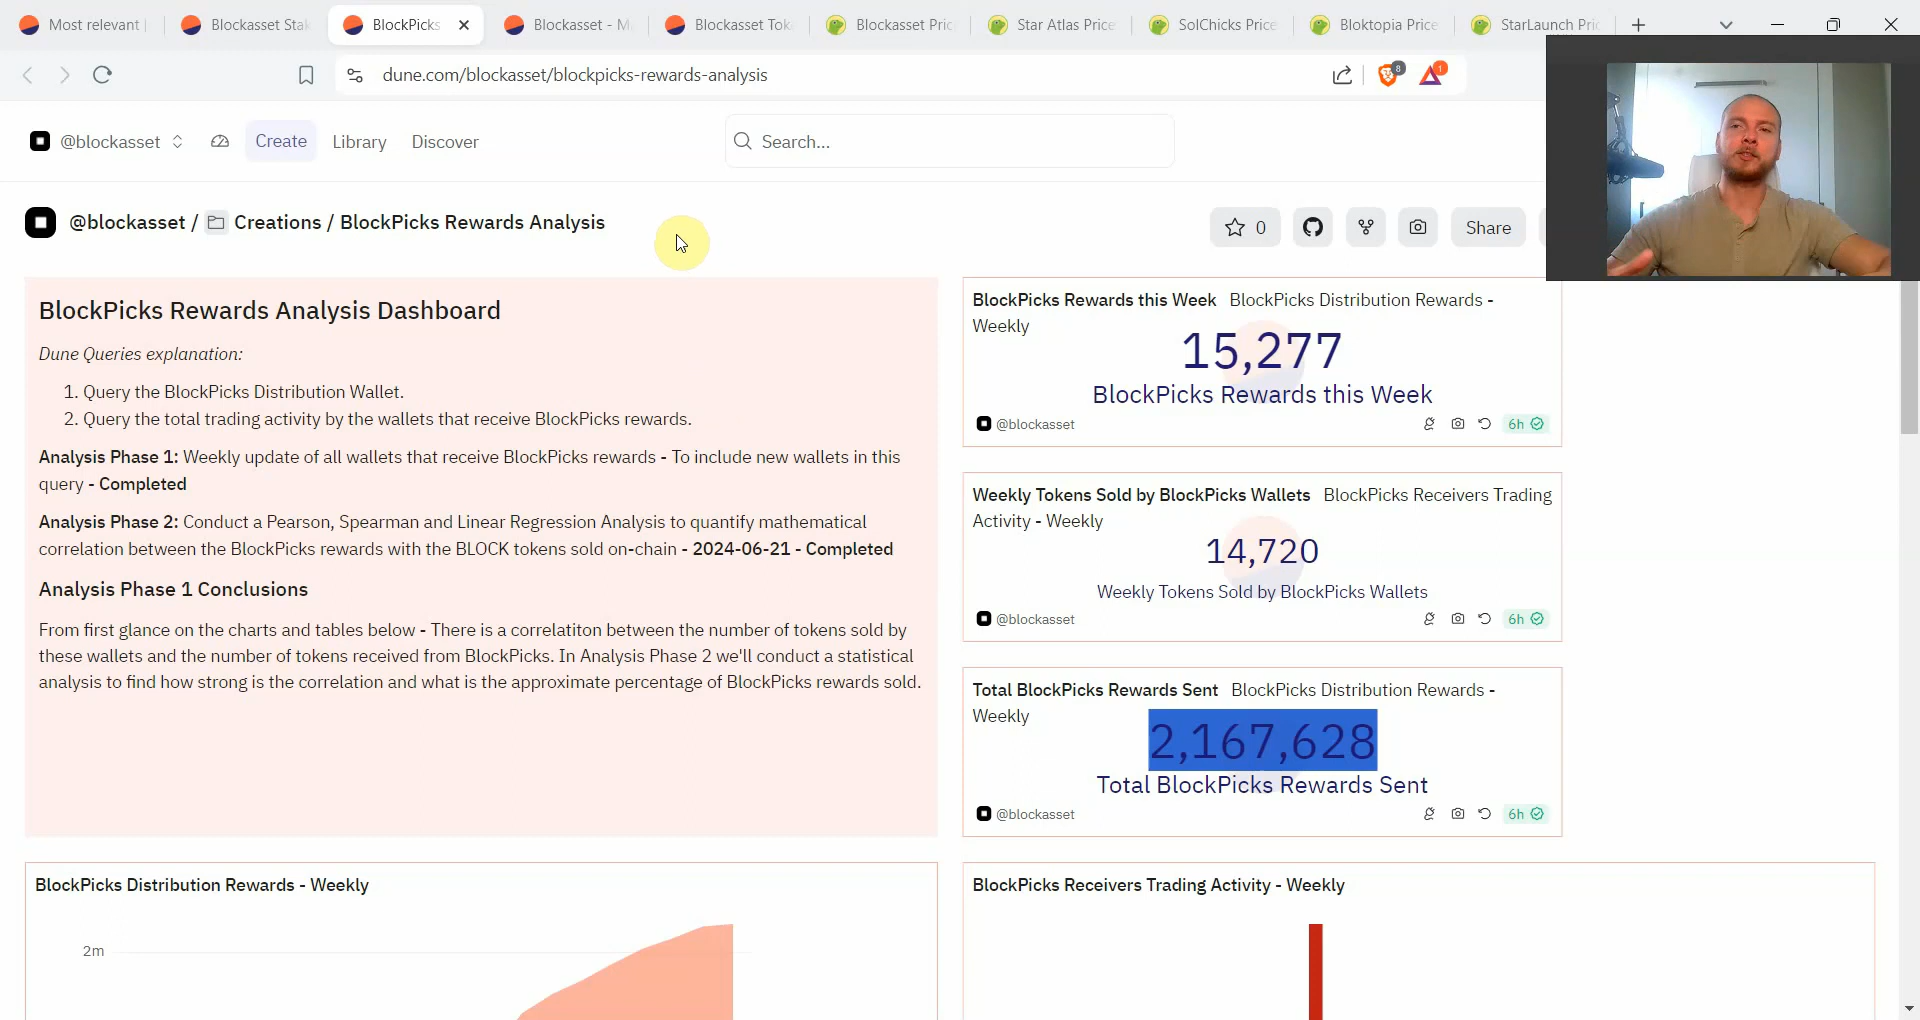 Most relevant
Blockasset Stak
BlockPicks
Blockasset - M
Blockasset Tok
Blockasset Pric
Star Atlas Price
SolChicks Price
Bloktopia Price
StarLaunch Pric
dune.com/blockasset/blockpicks-rewards-analysis
8
1
@blockasset
Create
Library
Discover
Search...
@blockasset / Creations / BlockPicks Rewards Analysis
0
Share
BlockPicks Rewards Analysis Dashboard
Dune Queries explanation:
1. Query the BlockPicks Distribution Wallet.
2. Query the total trading activity by the wallets that receive BlockPicks rewards.
Analysis Phase 1: Weekly update of all wallets that receive BlockPicks rewards - To include new wallets in this
query - Completed
Analysis Phase 2: Conduct a Pearson, Spearman and Linear Regression Analysis to quantify mathematical
correlation between the BlockPicks rewards with the BLOCK tokens sold on-chain - 2024-06-21 - Completed
Analysis Phase 1 Conclusions
From first glance on the charts and tables below - There is a correlatiton between the number of tokens sold by
these wallets and the number of tokens received from BlockPicks. In Analysis Phase 2 we'll conduct a statistical
analysis to find how strong is the correlation and what is the approximate percentage of BlockPicks rewards sold.
BlockPicks Rewards this Week BlockPicks Distribution Rewards -
Weekly
15,277
BlockPicks Rewards this Week
@blockasset
6h
Weekly Tokens Sold by BlockPicks Wallets BlockPicks Receivers Trading
Activity - Weekly
14,720
Weekly Tokens Sold by BlockPicks Wallets
@blockasset
6h
Total BlockPicks Rewards Sent BlockPicks Distribution Rewards -
Weekly
2,167,628
Total BlockPicks Rewards Sent
@blockasset
6h
BlockPicks Distribution Rewards - Weekly
2m
BlockPicks Receivers Trading Activity - Weekly